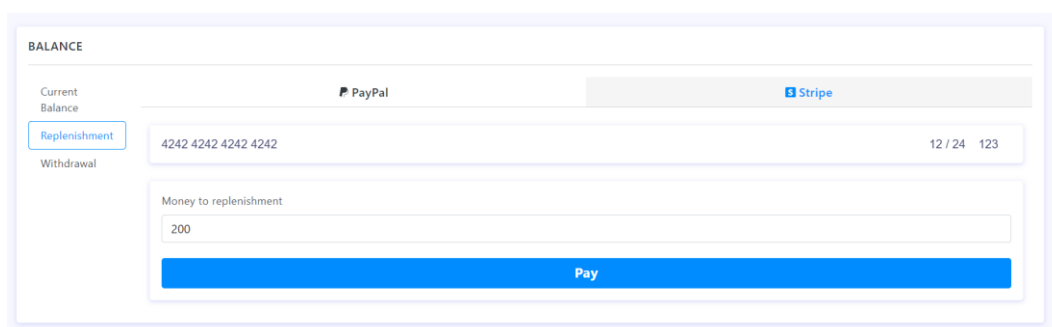 BALANCE
Current
Balance
Replenishment
Withdrawal
PayPal
Stripe
4242 4242 4242 4242 12 / 24 123
Money to replenishment
200
Pay